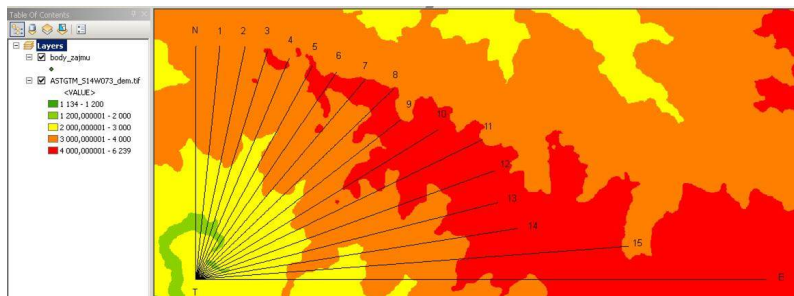 Table Of Contents
Layers
body_zajmu
ASTGTM_S14W073_dem.tif
<VALUE>
1 134 - 1 200
1 200,000001 - 2 000
2 000,000001 - 3 000
3 000,000001 - 4 000
4 000,000001 - 6 239
N 1 2 3 4 5 6 7 8 9 10 11 12 13 14 15
T E